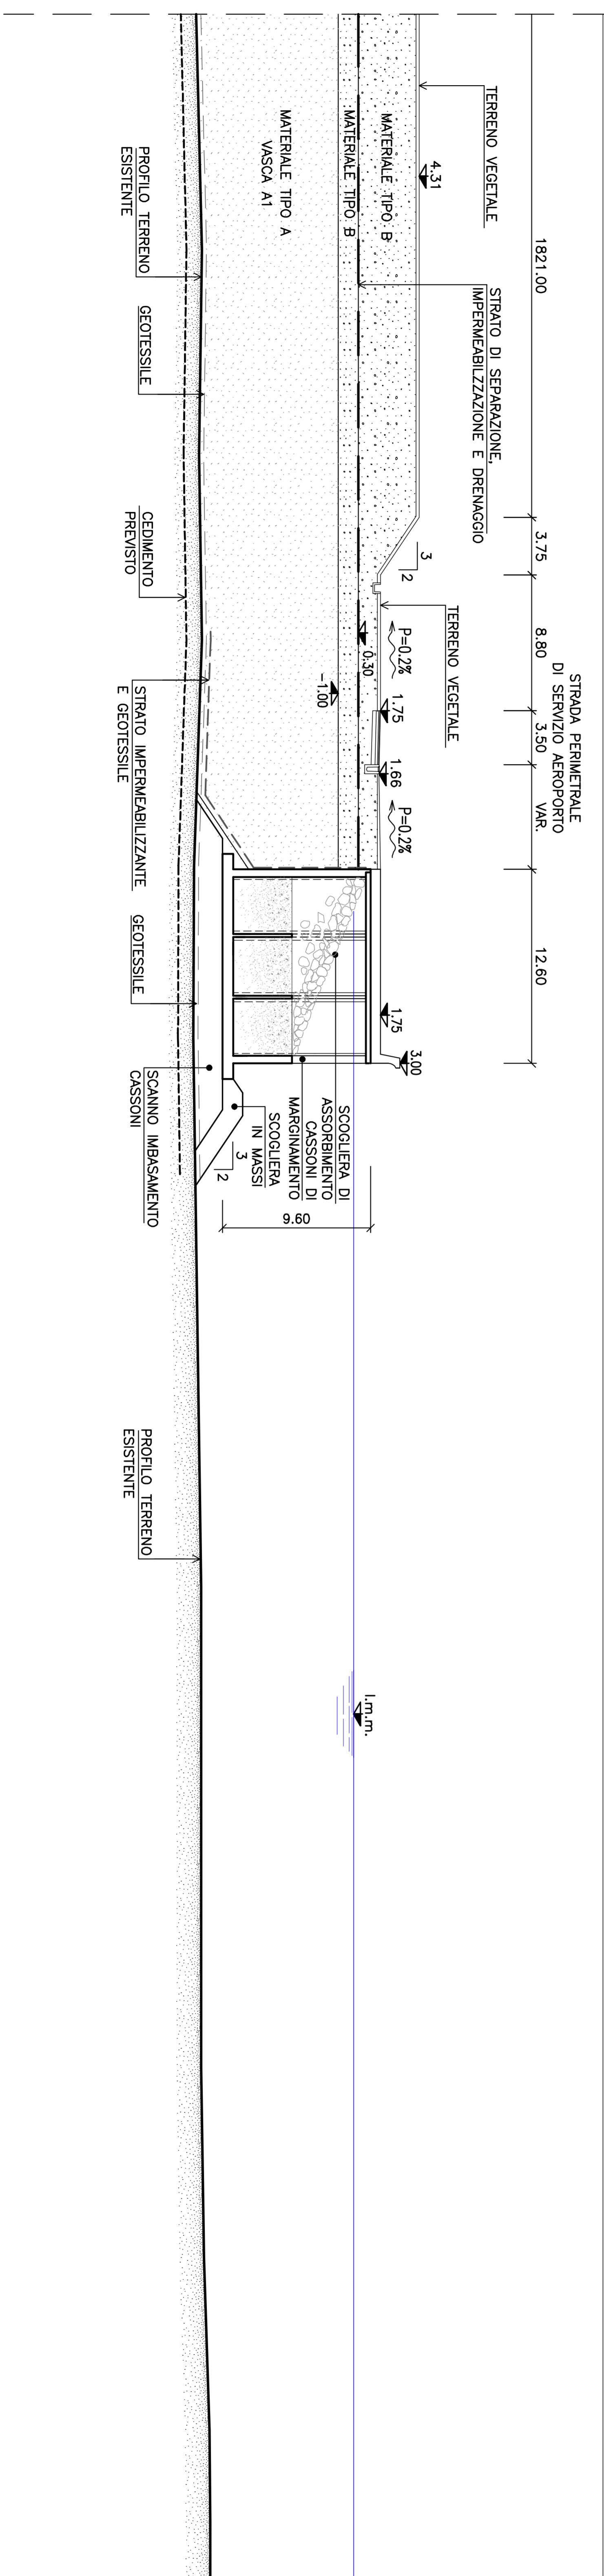 1821.00
3.75
8.80
STRADA PERIMETRALE
DI SERVIZIO AEROPORTO
3.50
VAR.
12.60
TERRENO VEGETALE
4.31
STRATO DI SEPARAZIONE,
IMPERMEABILIZZAZIONE E DRENAGGIO
3
2
TERRENO VEGETALE
P=0.2%
0.30
-1.00
1.75
1.66
P=0.2%
1.75
3.00
MATERIALE TIPO B
MATERIALE TIPO B
MATERIALE TIPO A
VASCA A1
SCOGLIERA DI
ASSORBIMENTO
CASSONI DI
MARGINAMENTO
SCOGLIERA
IN MASSI
3
2
9.60
l.m.m.
PROFILO TERRENO
ESISTENTE
GEOTESSILE
CEDIMENTO
PREVISTO
STRATO IMPERMEABILIZZANTE
E GEOTESSILE
GEOTESSILE
SCANNO IMBASAMENTO
CASSONI
PROFILO TERRENO
ESISTENTE